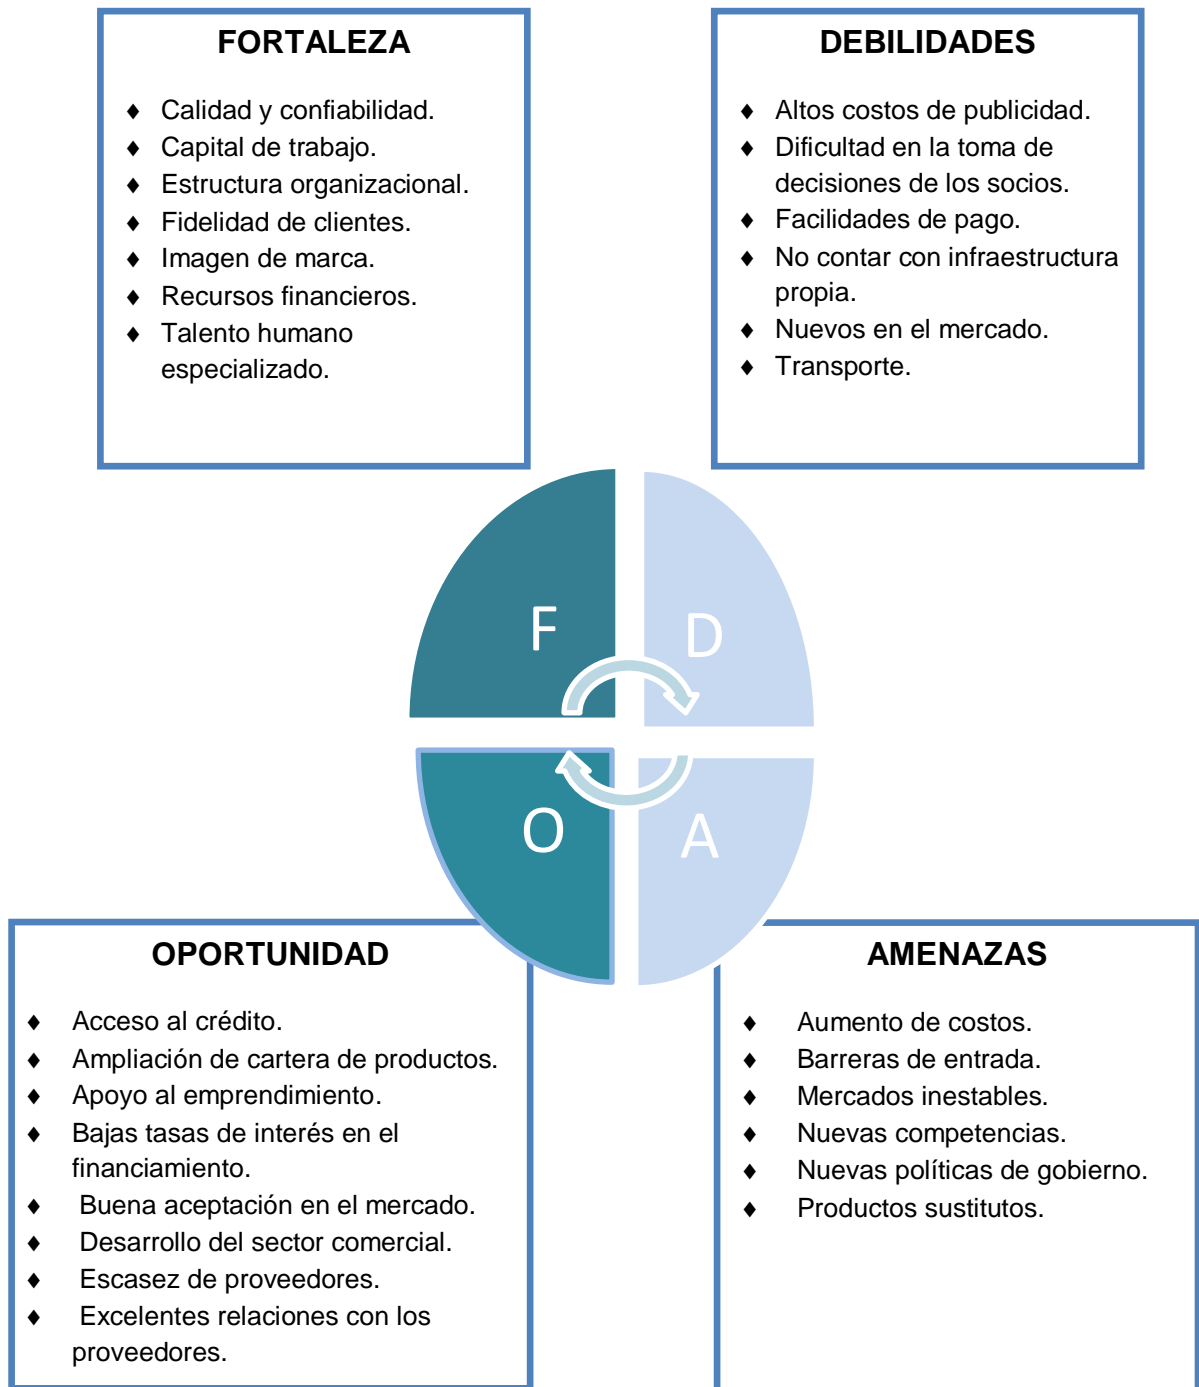 FORTALEZA
♦ Calidad y confiabilidad.
♦ Capital de trabajo.
♦ Estructura organizacional.
♦ Fidelidad de clientes.
♦ Imagen de marca.
♦ Recursos financieros.
♦ Talento humano
especializado.
DEBILIDADES
♦ Altos costos de publicidad.
♦ Dificultad en la toma de
decisiones de los socios.
♦ Facilidades de pago.
♦ No contar con infraestructura
propia.
♦ Nuevos en el mercado.
♦ Transporte.
F
D
O
A
OPORTUNIDAD
♦ Acceso al crédito.
♦ Ampliación de cartera de productos.
♦ Apoyo al emprendimiento.
♦ Bajas tasas de interés en el
financiamiento.
♦ Buena aceptación en el mercado.
♦ Desarrollo del sector comercial.
♦ Escasez de proveedores.
♦ Excelentes relaciones con los
proveedores.
AMENAZAS
♦ Aumento de costos.
♦ Barreras de entrada.
♦ Mercados inestables.
♦ Nuevas competencias.
♦ Nuevas políticas de gobierno.
♦ Productos sustitutos.